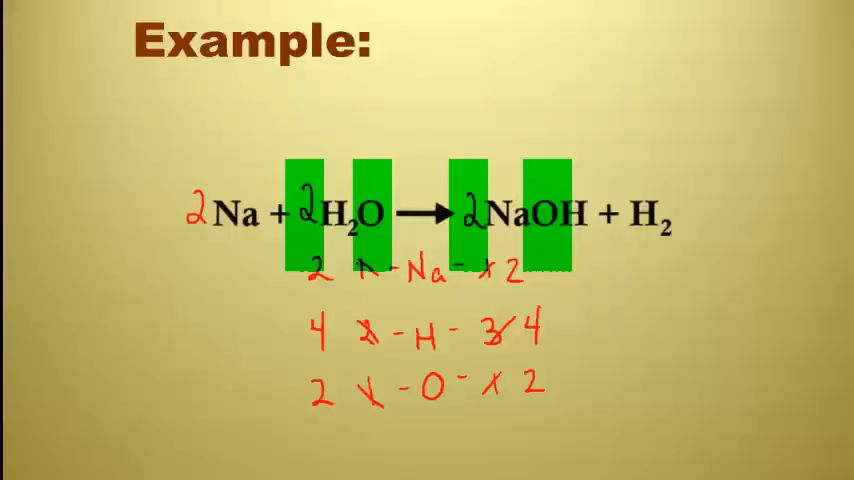 Example:
2Na + 2H₂O → 2NaOH + H₂
2 1 - Na - 1 2
4 2 - H - 3 4
2 1 - O - 1 2